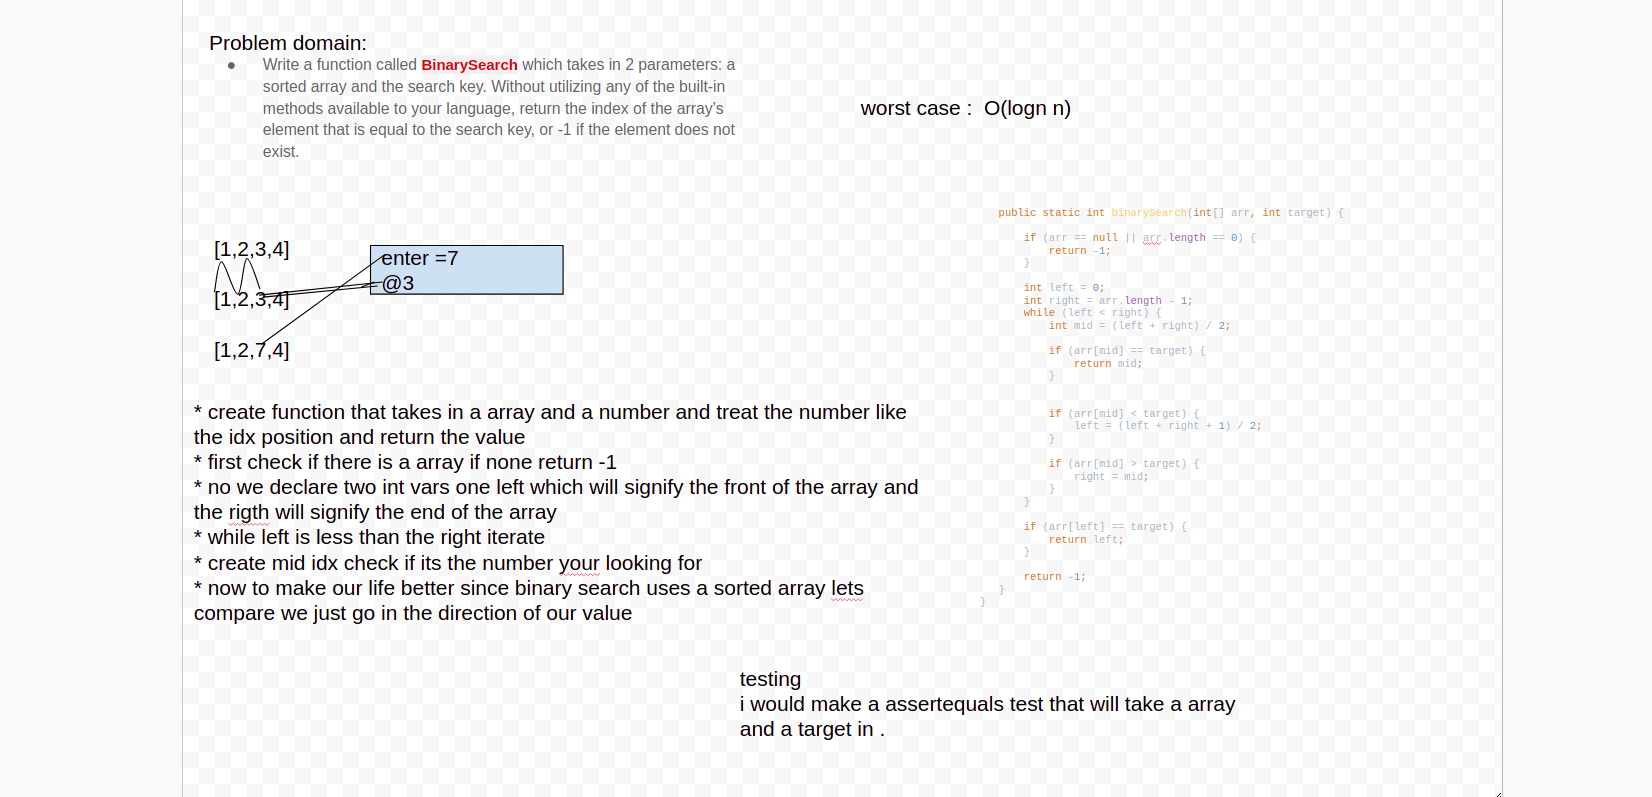 Problem domain:
● Write a function called BinarySearch which takes in 2 parameters: a
sorted array and the search key. Without utilizing any of the built-in
methods available to your language, return the index of the array's
element that is equal to the search key, or -1 if the element does not
exist.
worst case :  O(logn n)
[1,2,3,4]
[1,2,3,4]
[1,2,7,4]
enter =7
@3
* create function that takes in a array and a number and treat the number like
the idx position and return the value
* first check if there is a array if none return -1
* no we declare two int vars one left which will signify the front of the array and
the rigth will signify the end of the array
* while left is less than the right iterate
* create mid idx check if its the number your looking for
* now to make our life better since binary search uses a sorted array lets
compare we just go in the direction of our value
public static int binarySearch(int[] arr, int target) {
if (arr == null || arr.length == 0) {
return -1;
}
int left = 0;
int right = arr.length - 1;
while (left < right) {
int mid = (left + right) / 2;
if (arr[mid] == target) {
return mid;
}
if (arr[mid] < target) {
left = (left + right + 1) / 2;
}
if (arr[mid] > target) {
right = mid;
}
}
if (arr[left] == target) {
return left;
}
return -1;
}
}
testing
i would make a assertequals test that will take a array
and a target in .